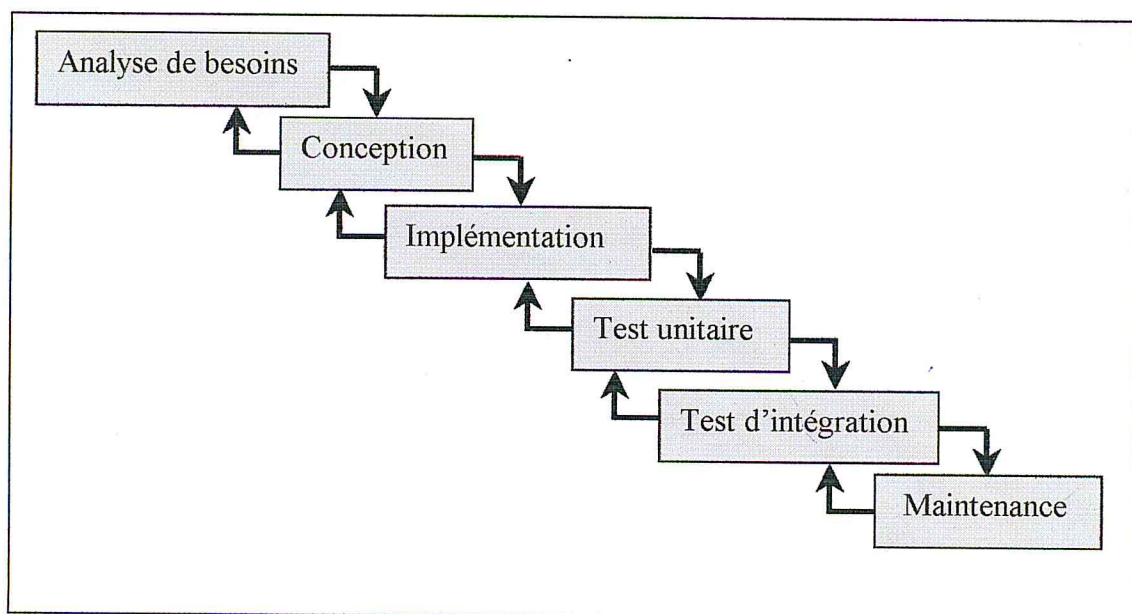 Analyse de besoins
Conception
Implémentation
Test unitaire
Test d'intégration
Maintenance